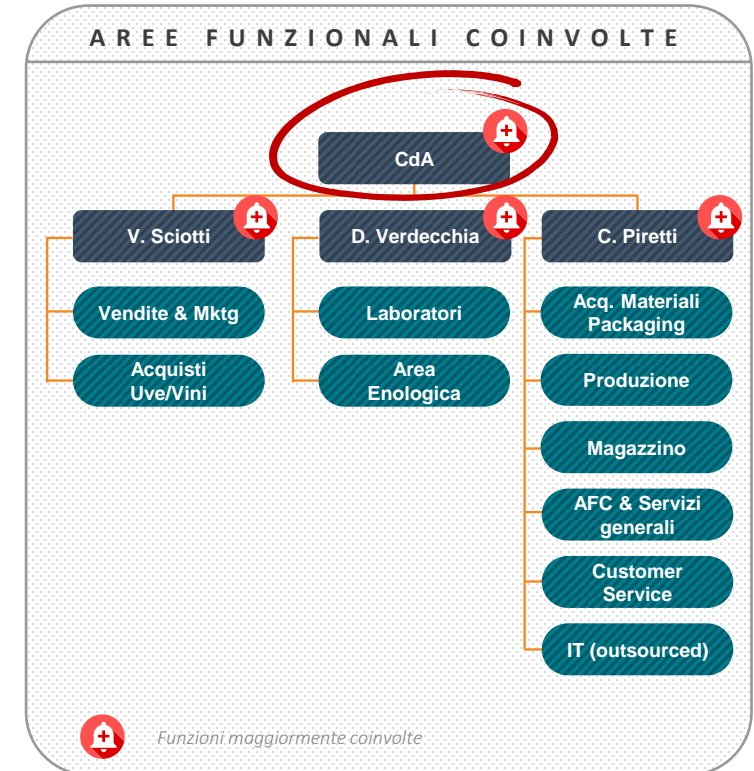 AREE FUNZIONALI COINVOLTE
CdA
V. Sciotti
D. Verdecchia
C. Piretti
Vendite & Mktg
Acquisti
Uve/Vini
Laboratori
Area
Enologica
Acq. Materiali
Packaging
Produzione
Magazzino
AFC & Servizi
generali
Customer
Service
IT (outsourced)
Funzioni maggiormente coinvolte